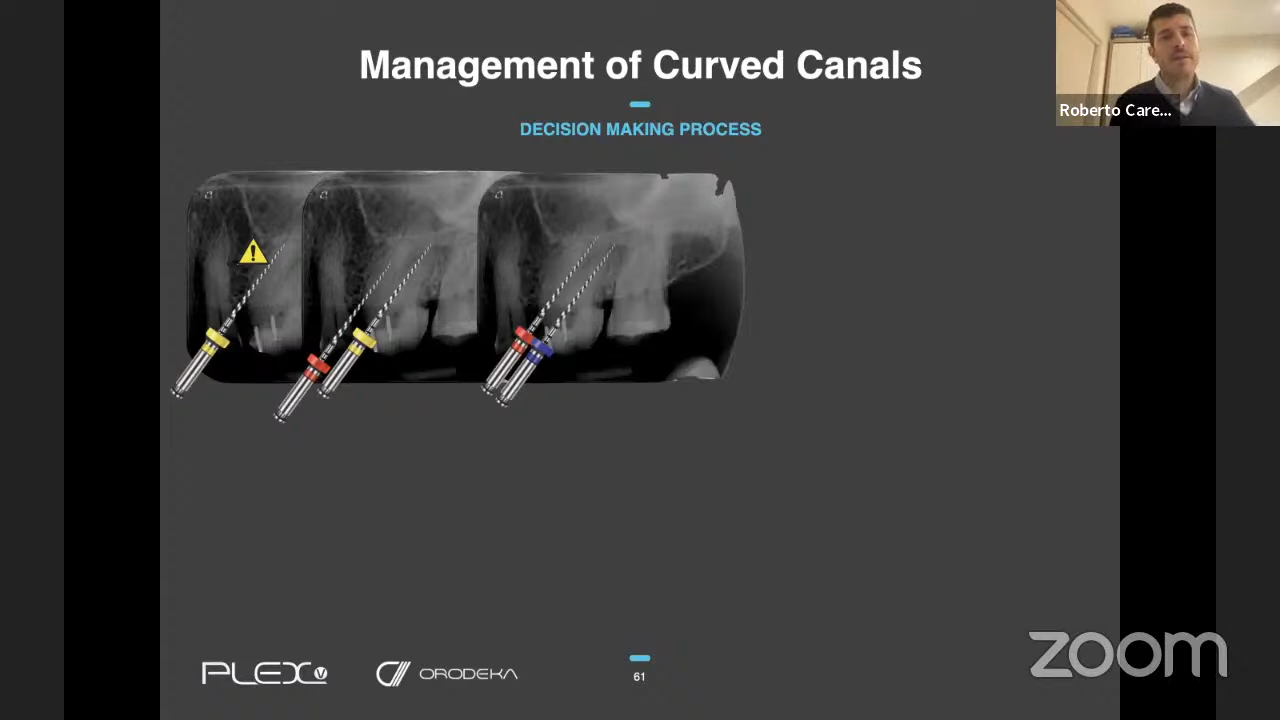 Management of Curved Canals
DECISION MAKING PROCESS
Roberto Care...
PLEX V
ORODEKA
61
zoom